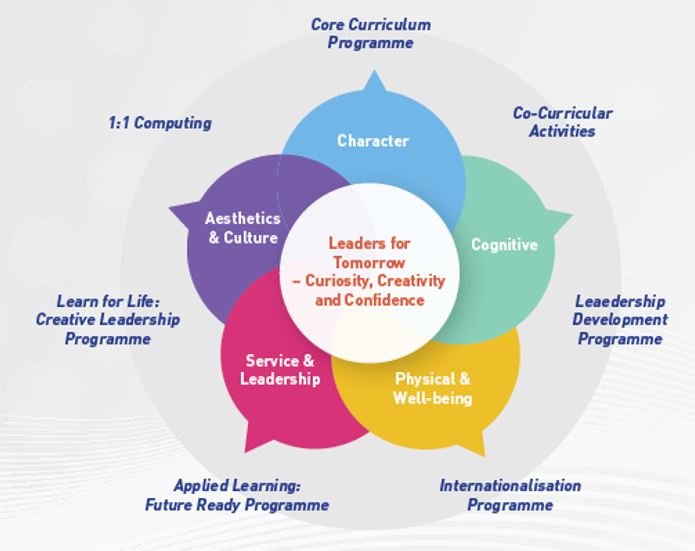 Core Curriculum
Programme
1:1 Computing
Co-Curricular
Activities
Character
Aesthetics
& Culture
Cognitive
Leaders for
Tomorrow
– Curiosity, Creativity
and Confidence
Learn for Life:
Creative Leadership
Programme
Leaedership
Development
Programme
Service &
Leadership
Physical &
Well-being
Applied Learning:
Future Ready Programme
Internationalisation
Programme